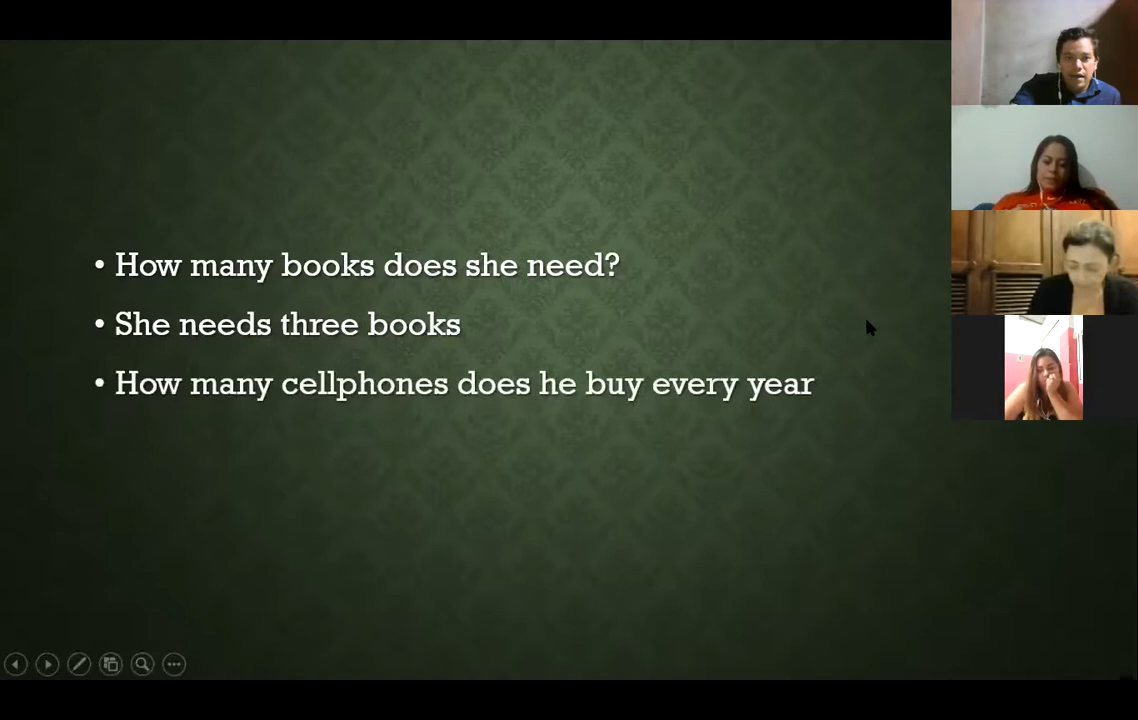 • How many books does she need?
• She needs three books
• How many cellphones does he buy every year